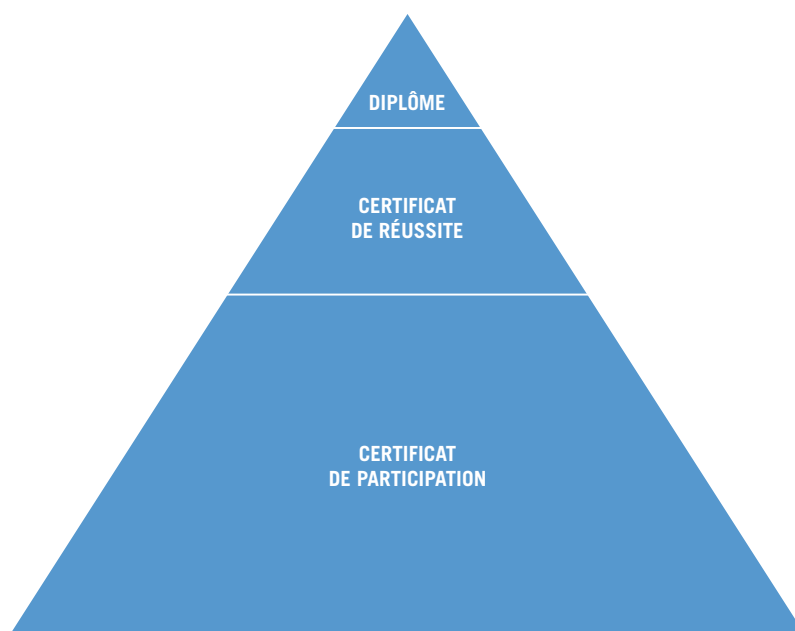 DIPLÔME
CERTIFICAT
DE RÉUSSITE
CERTIFICAT
DE PARTICIPATION